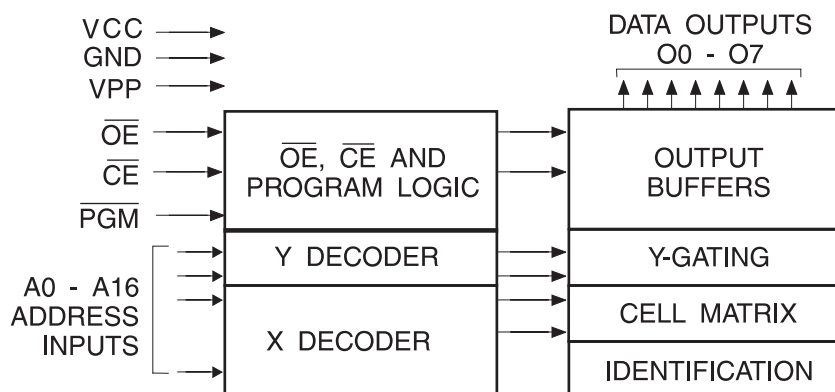 VCC
GND
VPP
OE
CE
PGM
A0 - A16
ADDRESS
INPUTS
OE, CE AND
PROGRAM LOGIC
Y DECODER
X DECODER
DATA OUTPUTS
O0 - O7
OUTPUT
BUFFERS
Y-GATING
CELL MATRIX
IDENTIFICATION